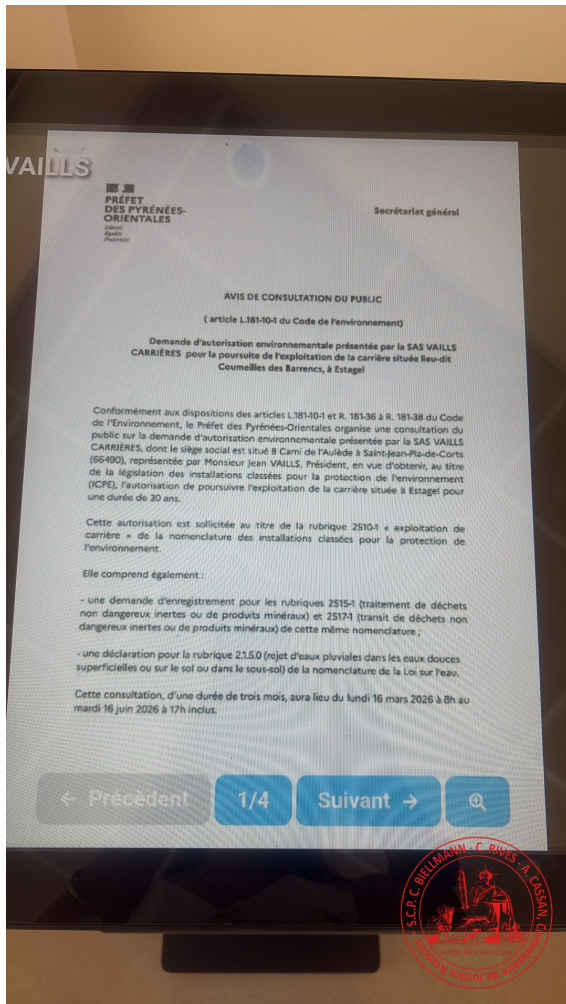 VAILLS
PRÉFET
DES PYRÉNÉES-
ORIENTALES
Liberté
Égalité
Fraternité
Secrétariat général
AVIS DE CONSULTATION DU PUBLIC
( article L.181-10-1 du Code de l'environnement)
Demande d'autorisation environnementale présentée par la SAS VAILLS
CARRIÈRES pour la poursuite de l'exploitation de la carrière située lieu-dit
Coumeilles des Barrencs, à Estagel
Conformément aux dispositions des articles L.181-10-1 et R. 181-36 à R. 181-38 du Code
de l'Environnement, le Préfet des Pyrénées-Orientales organise une consultation du
public sur la demande d'autorisation environnementale présentée par la SAS VAILLS
CARRIÈRES, dont le siège social est situé 8 Cami de l'Aulède à Saint-Jean-Pla-de-Corts
(66490), représentée par Monsieur Jean VAILLS, Président, en vue d'obtenir, au titre
de la législation des installations classées pour la protection de l'environnement
(ICPE), l'autorisation de poursuivre l'exploitation de la carrière située à Estagel pour
une durée de 30 ans.
Cette autorisation est sollicitée au titre de la rubrique 2510-1 « exploitation de
carrière » de la nomenclature des installations classées pour la protection de
l'environnement.
Elle comprend également :
- une demande d'enregistrement pour les rubriques 2515-1 (traitement de déchets
non dangereux inertes ou de produits minéraux) et 2517-1 (transit de déchets non
dangereux inertes ou de produits minéraux) de cette même nomenclature ;
- une déclaration pour la rubrique 2.1.5.0 (rejet d'eaux pluviales dans les eaux douces
superficielles ou sur le sol ou dans le sous-sol) de la nomenclature de la Loi sur l'eau.
Cette consultation, d'une durée de trois mois, aura lieu du lundi 16 mars 2026 à 8h au
mardi 16 juin 2026 à 17h inclus.
← Précèdent
1/4
Suivant →
S.C.P. C. BIELLMANN - C. RIVES - A. CASSAN, Commissaires de Justice Associés